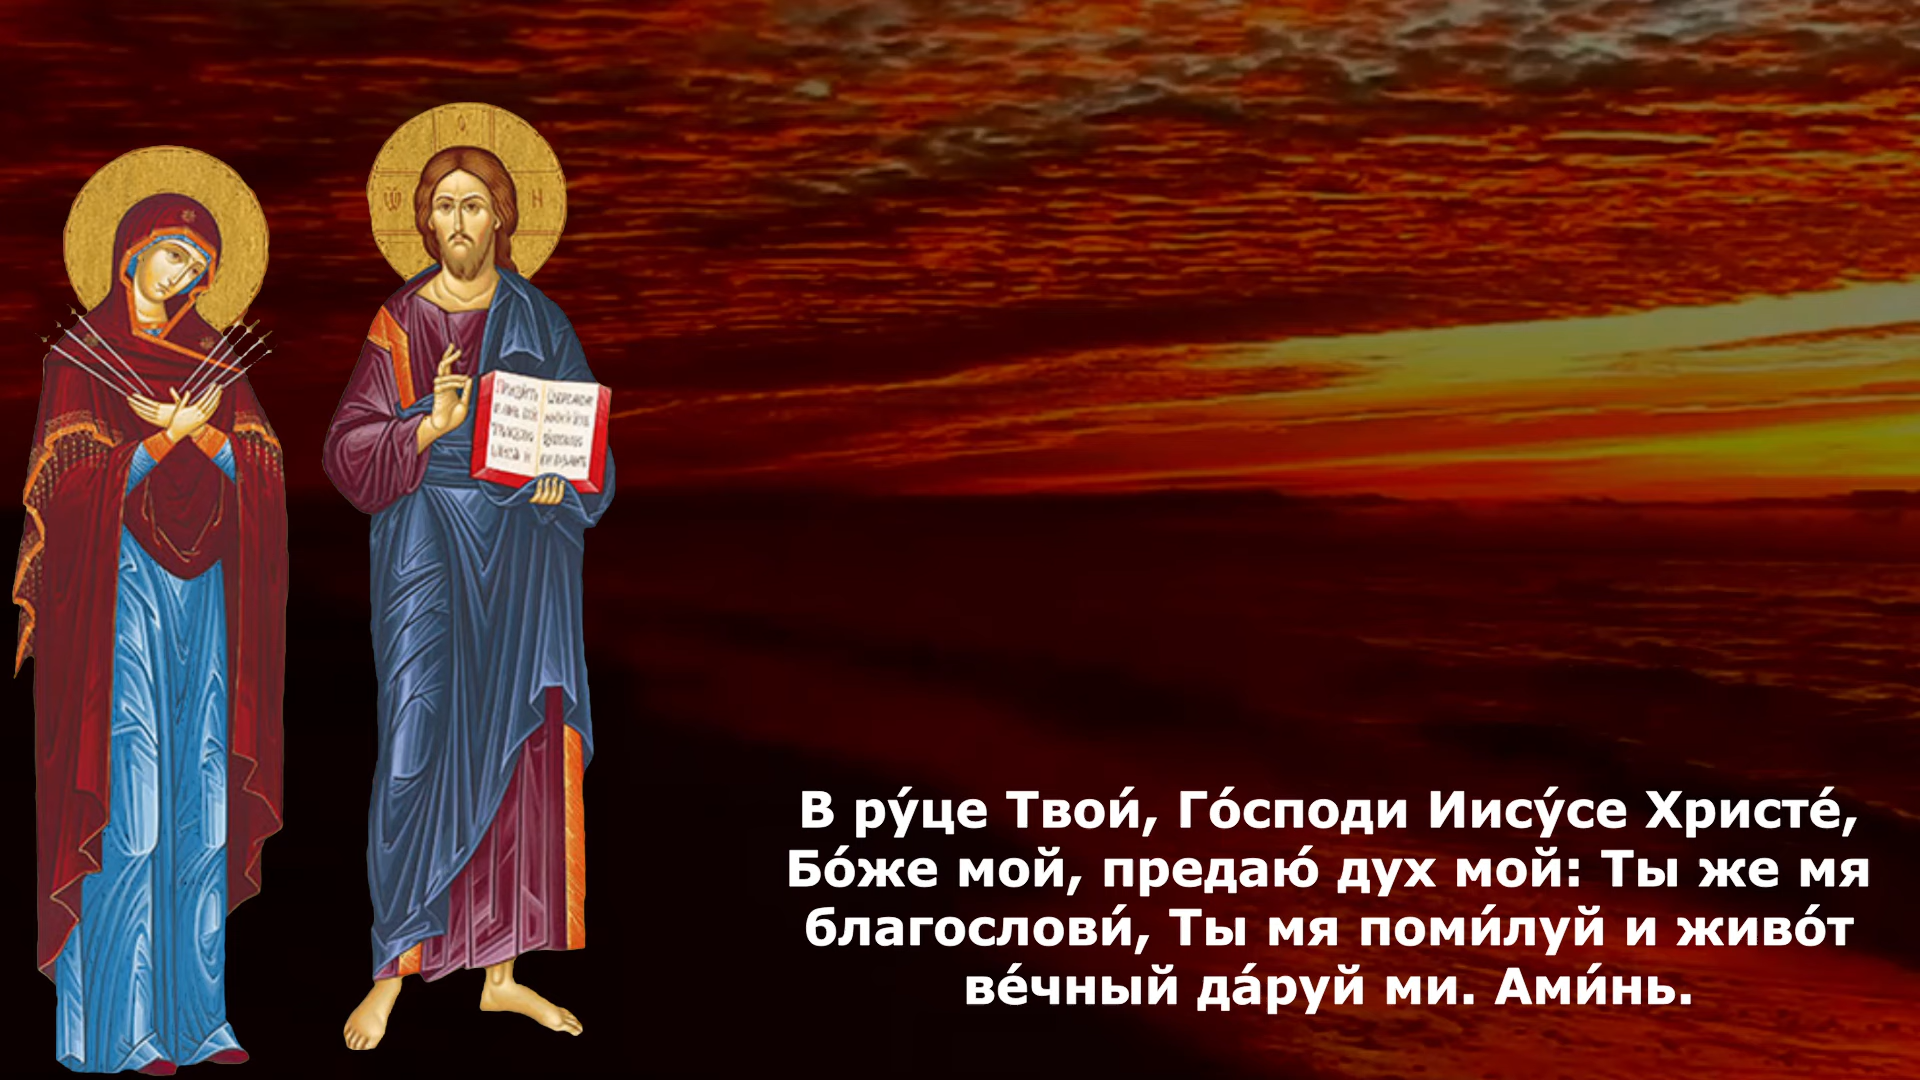 В ру́це Твои́, Го́споди Иису́се Христе́,
Бо́же мой, предаю́ дух мой: Ты же мя
благослови́, Ты мя поми́луй и живо́т
ве́чный да́руй ми. Ами́нь.